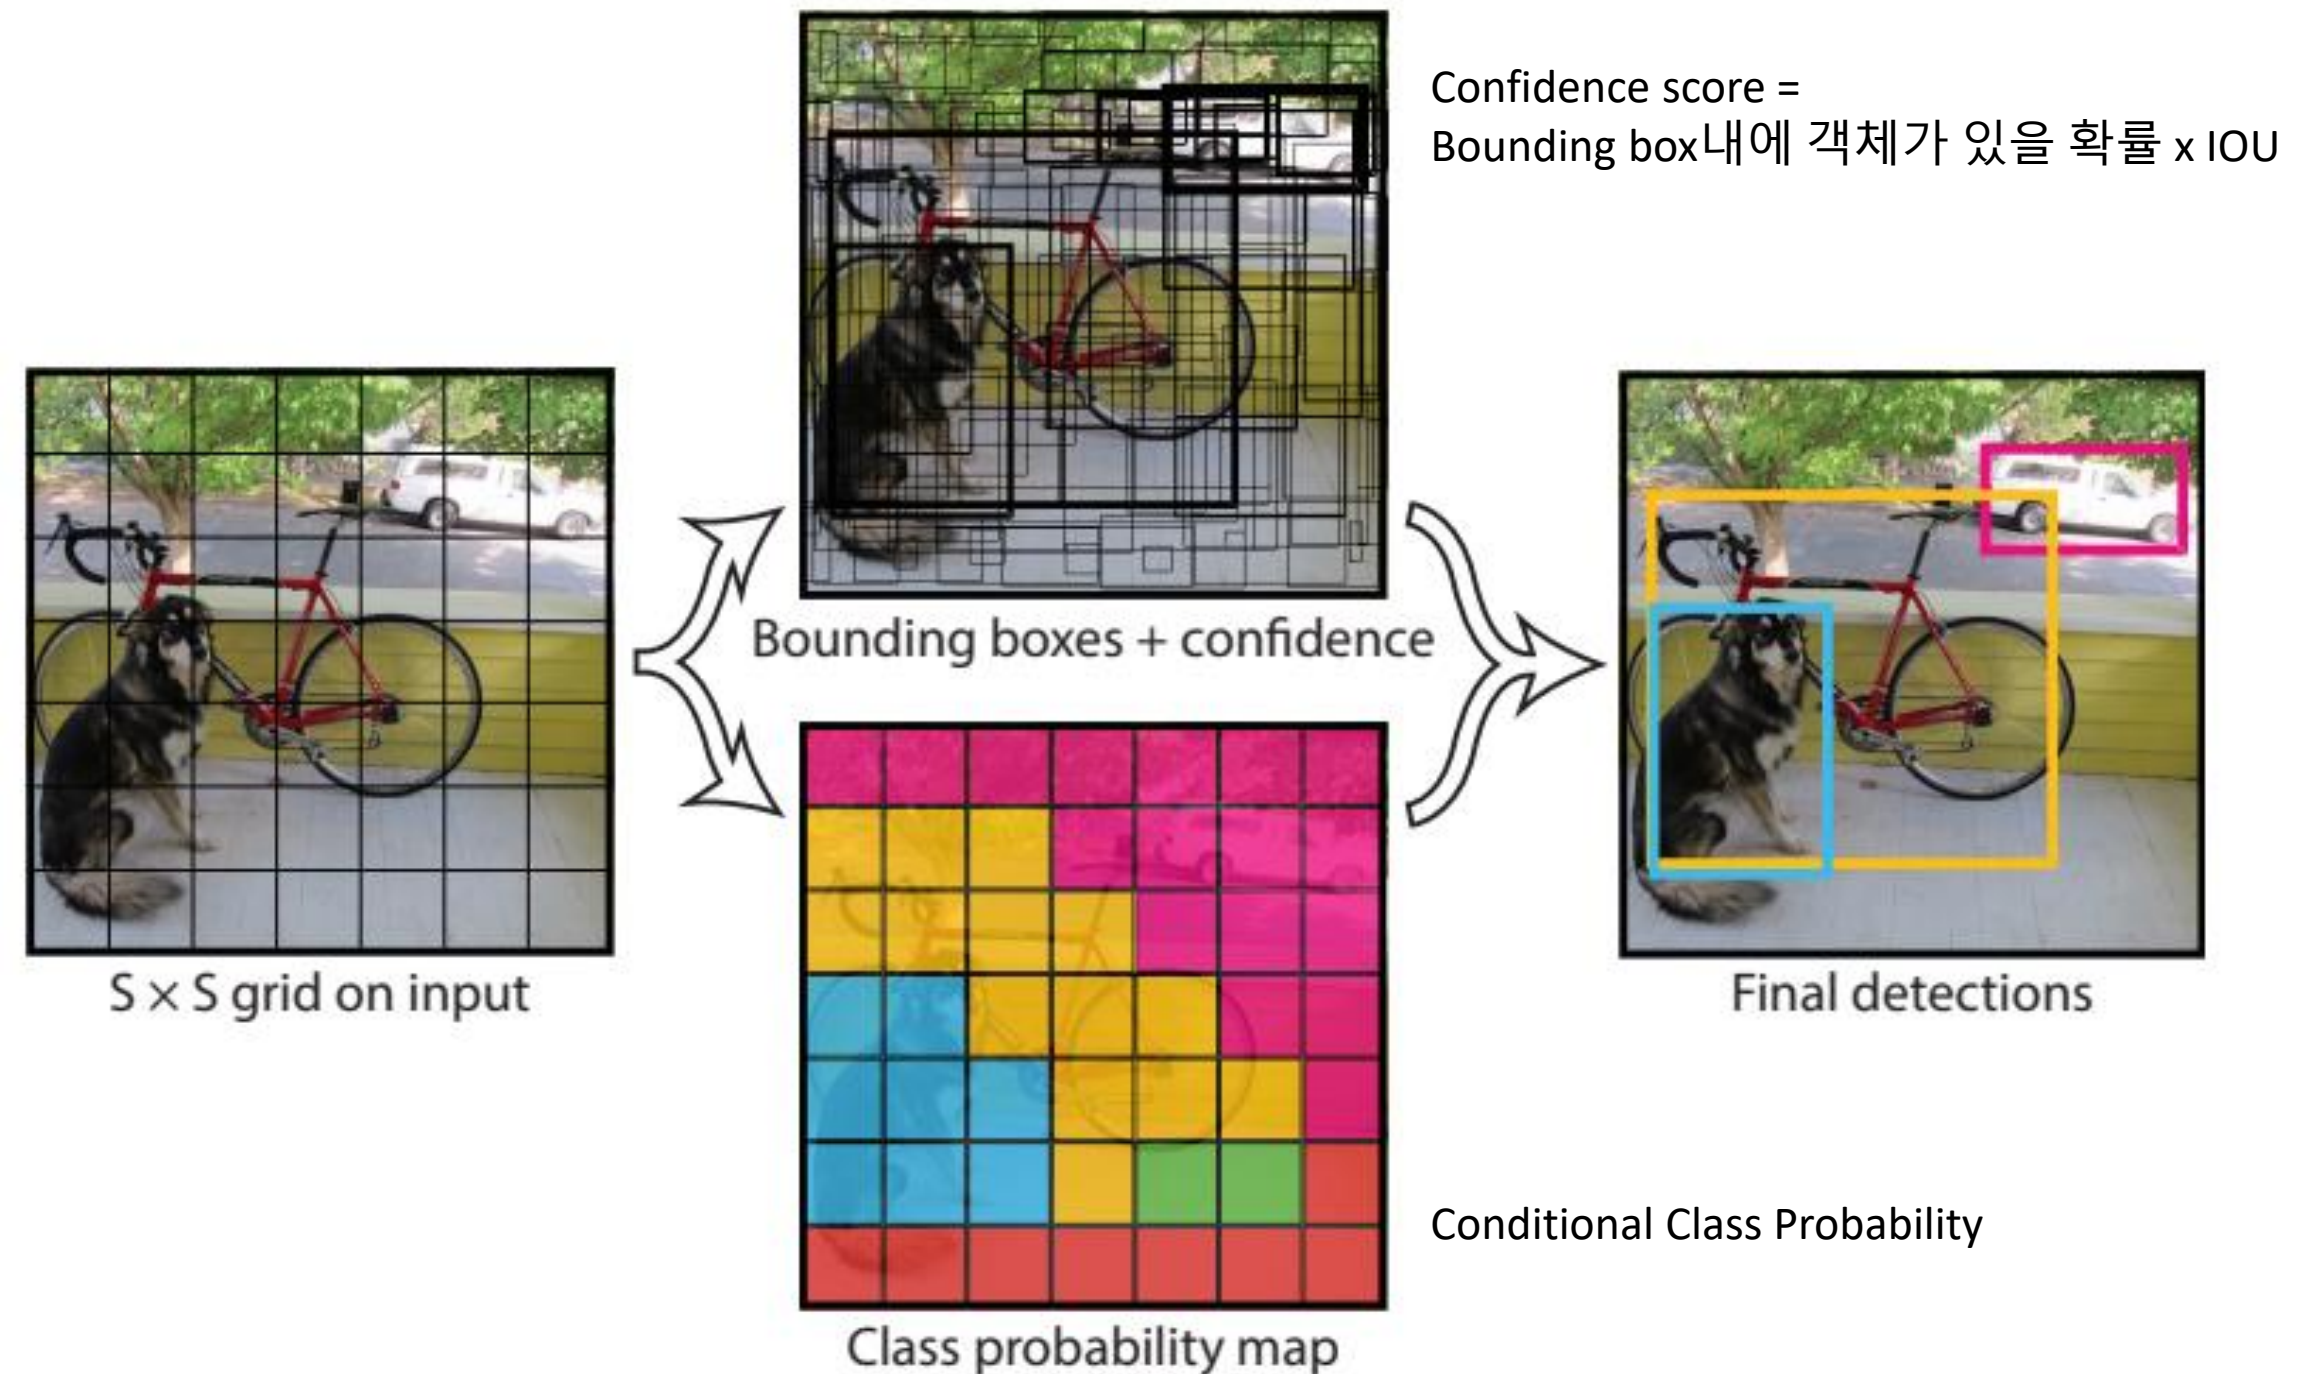 Confidence score =
Bounding box내에 객체가 있을 확률 x IOU
Bounding boxes + confidence
S × S grid on input
Final detections
Conditional Class Probability
Class probability map